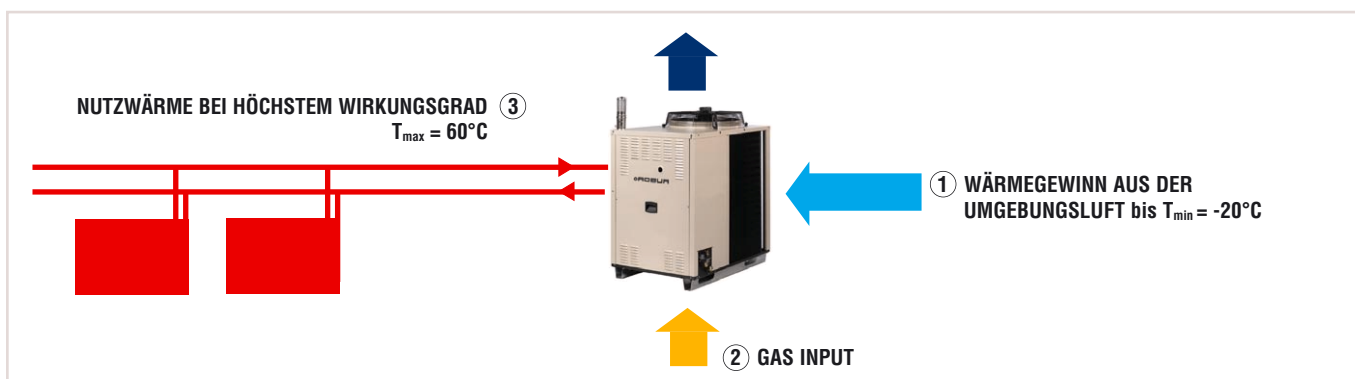 NUTZWÄRME BEI HÖCHSTEM WIRKUNGSGRAD ③
Tmax = 60°C
ROBUR
① WÄRMEGEWINN AUS DER
UMGEBUNGSLUFT bis Tmin = -20°C
② GAS INPUT